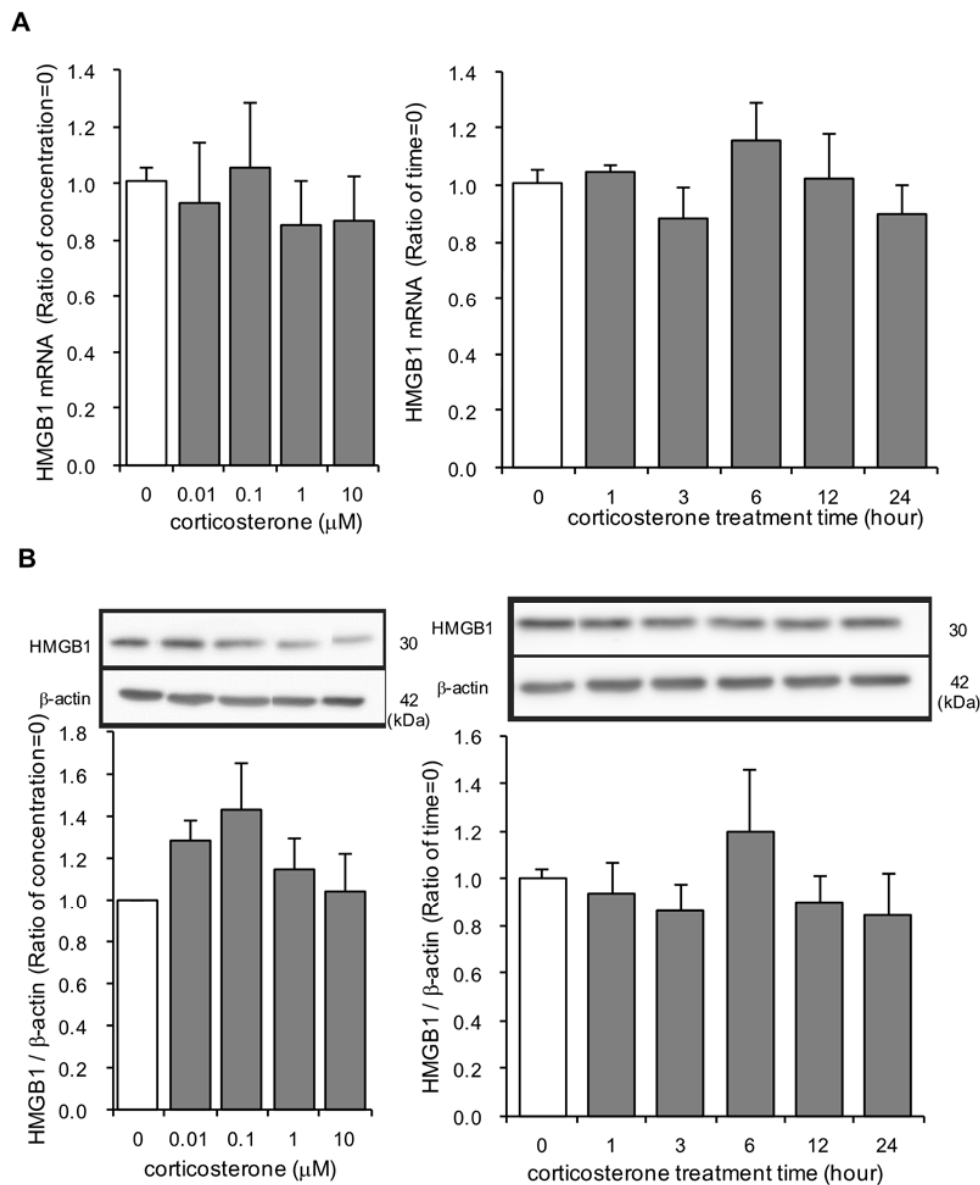 A
HMGB1 mRNA (Ratio of concentration=0)
1.4
1.2
1.0
0.8
0.6
0.4
0.2
0.0
0 0.01 0.1 1 10
corticosterone (μM)
HMGB1 mRNA (Ratio of time=0)
1.4
1.2
1.0
0.8
0.6
0.4
0.2
0.0
0 1 3 6 12 24
corticosterone treatment time (hour)
B
HMGB1 30
β-actin 42
(kDa)
HMGB1 / β-actin (Ratio of concentration=0)
1.8
1.6
1.4
1.2
1.0
0.8
0.6
0.4
0.2
0.0
0 0.01 0.1 1 10
corticosterone (μM)
HMGB1 30
β-actin 42
(kDa)
HMGB1 / β-actin (Ratio of time=0)
1.6
1.4
1.2
1.0
0.8
0.6
0.4
0.2
0.0
0 1 3 6 12 24
corticosterone treatment time (hour)